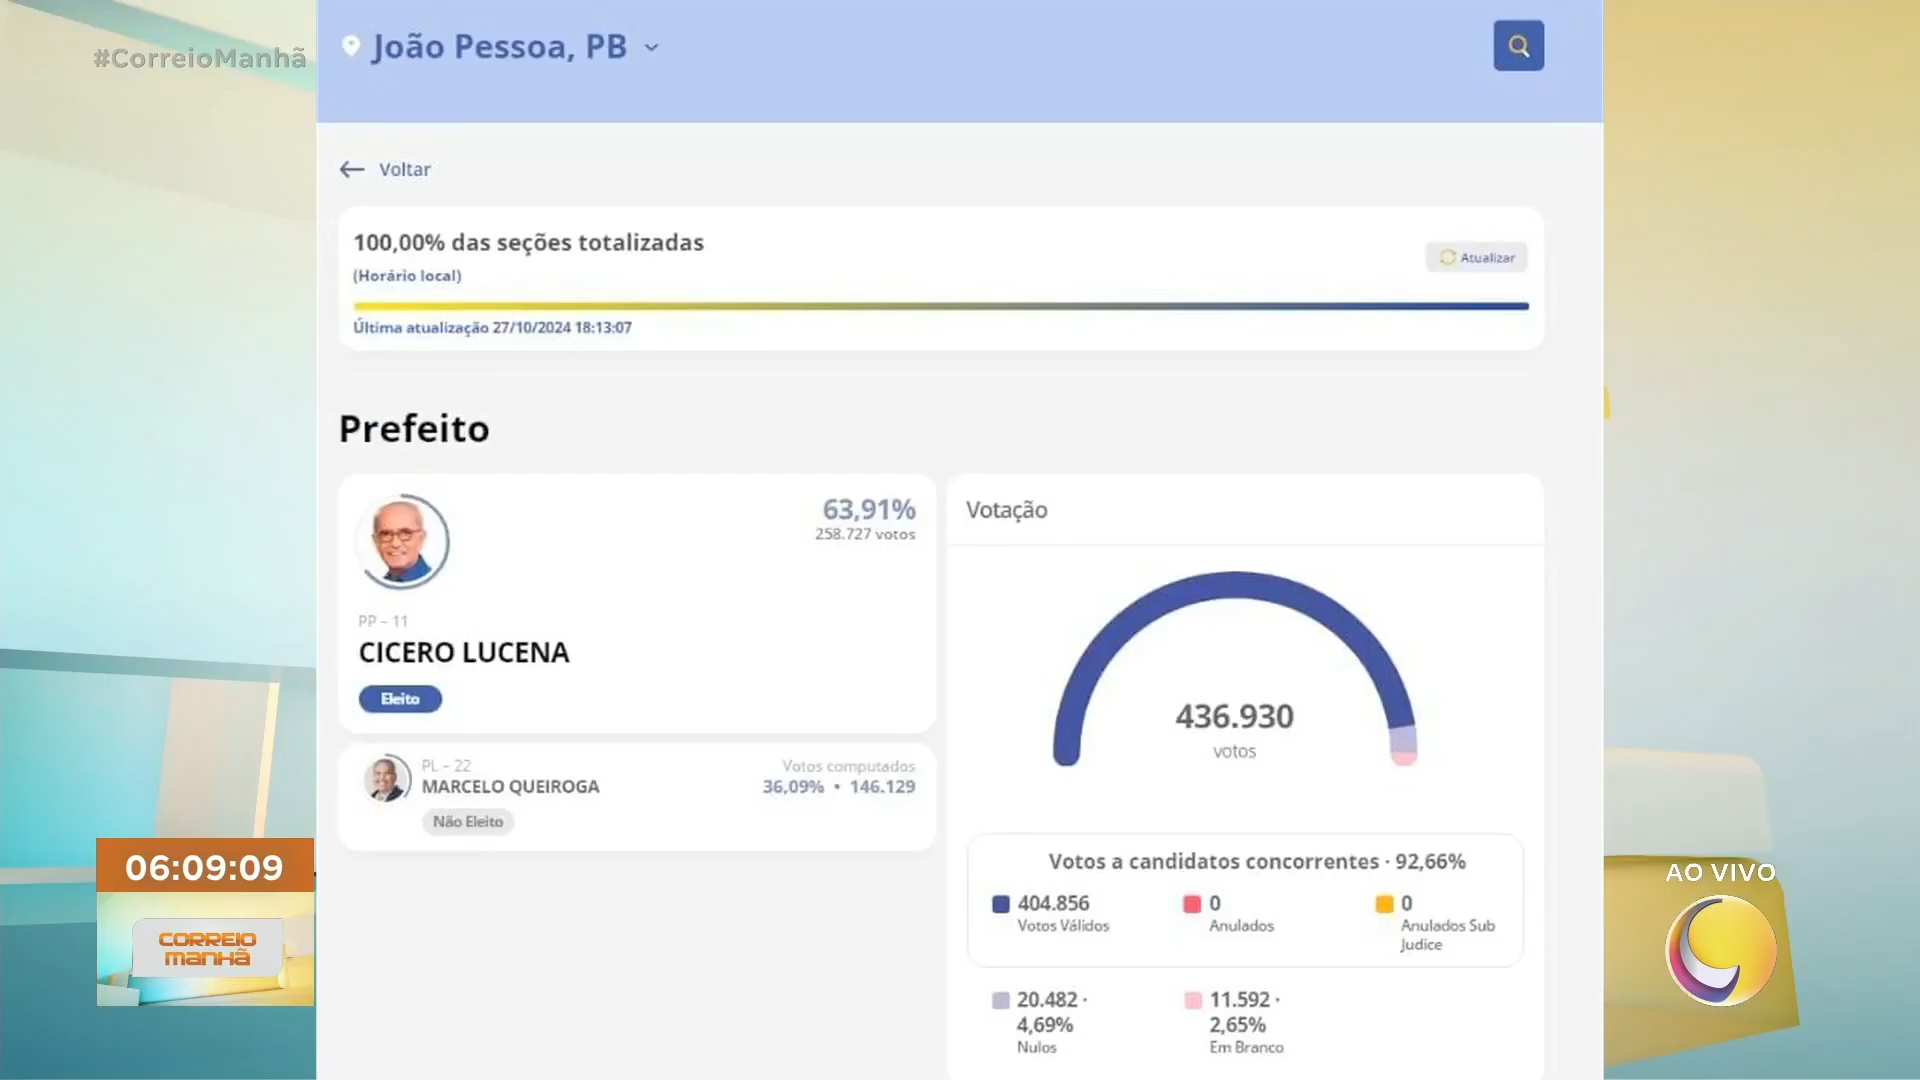 #CorreioManhã
João Pessoa, PB
Voltar
100,00% das seções totalizadas
(Horário local)
Atualizar
Última atualização 27/10/2024 18:13:07
Prefeito
63,91%
258.727 votos
PP - 11
CICERO LUCENA
Eleito
PL - 22
MARCELO QUEIROGA
Não Eleito
Votos computados
36,09% • 146.129
Votação
436.930
votos
Votos a candidatos concorrentes · 92,66%
404.856
Votos Válidos
0
Anulados
0
Anulados Sub
Judice
20.482 ·
4,69%
Nulos
11.592 ·
2,65%
Em Branco
06:09:09
CORREIO
manhã
AO VIVO